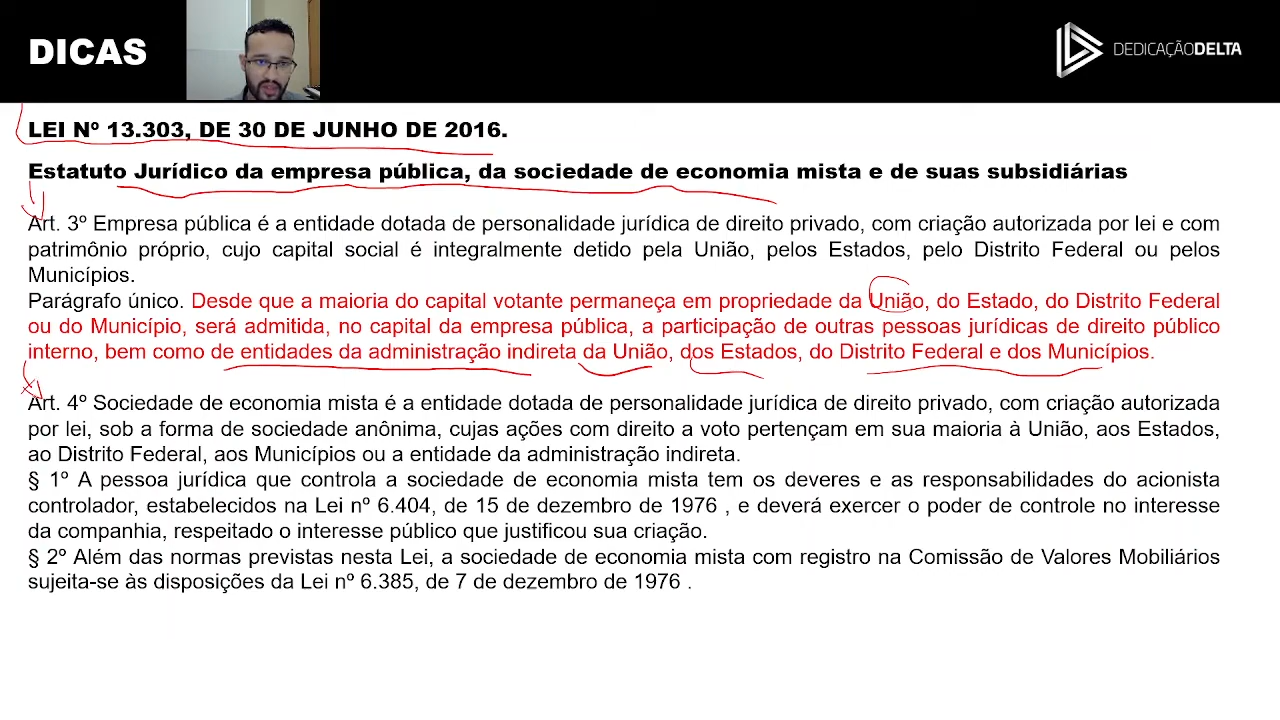 DICAS
DEDICAÇÃODELTA
LEI Nº 13.303, DE 30 DE JUNHO DE 2016.
Estatuto Jurídico da empresa pública, da sociedade de economia mista e de suas subsidiárias
Art. 3º Empresa pública é a entidade dotada de personalidade jurídica de direito privado, com criação autorizada por lei e com
patrimônio próprio, cujo capital social é integralmente detido pela União, pelos Estados, pelo Distrito Federal ou pelos
Municípios.
Parágrafo único. Desde que a maioria do capital votante permaneça em propriedade da União, do Estado, do Distrito Federal
ou do Município, será admitida, no capital da empresa pública, a participação de outras pessoas jurídicas de direito público
interno, bem como de entidades da administração indireta da União, dos Estados, do Distrito Federal e dos Municípios.
Art. 4º Sociedade de economia mista é a entidade dotada de personalidade jurídica de direito privado, com criação autorizada
por lei, sob a forma de sociedade anônima, cujas ações com direito a voto pertençam em sua maioria à União, aos Estados,
ao Distrito Federal, aos Municípios ou a entidade da administração indireta.
§ 1º A pessoa jurídica que controla a sociedade de economia mista tem os deveres e as responsabilidades do acionista
controlador, estabelecidos na Lei nº 6.404, de 15 de dezembro de 1976 , e deverá exercer o poder de controle no interesse
da companhia, respeitado o interesse público que justificou sua criação.
§ 2º Além das normas previstas nesta Lei, a sociedade de economia mista com registro na Comissão de Valores Mobiliários
sujeita-se às disposições da Lei nº 6.385, de 7 de dezembro de 1976 .